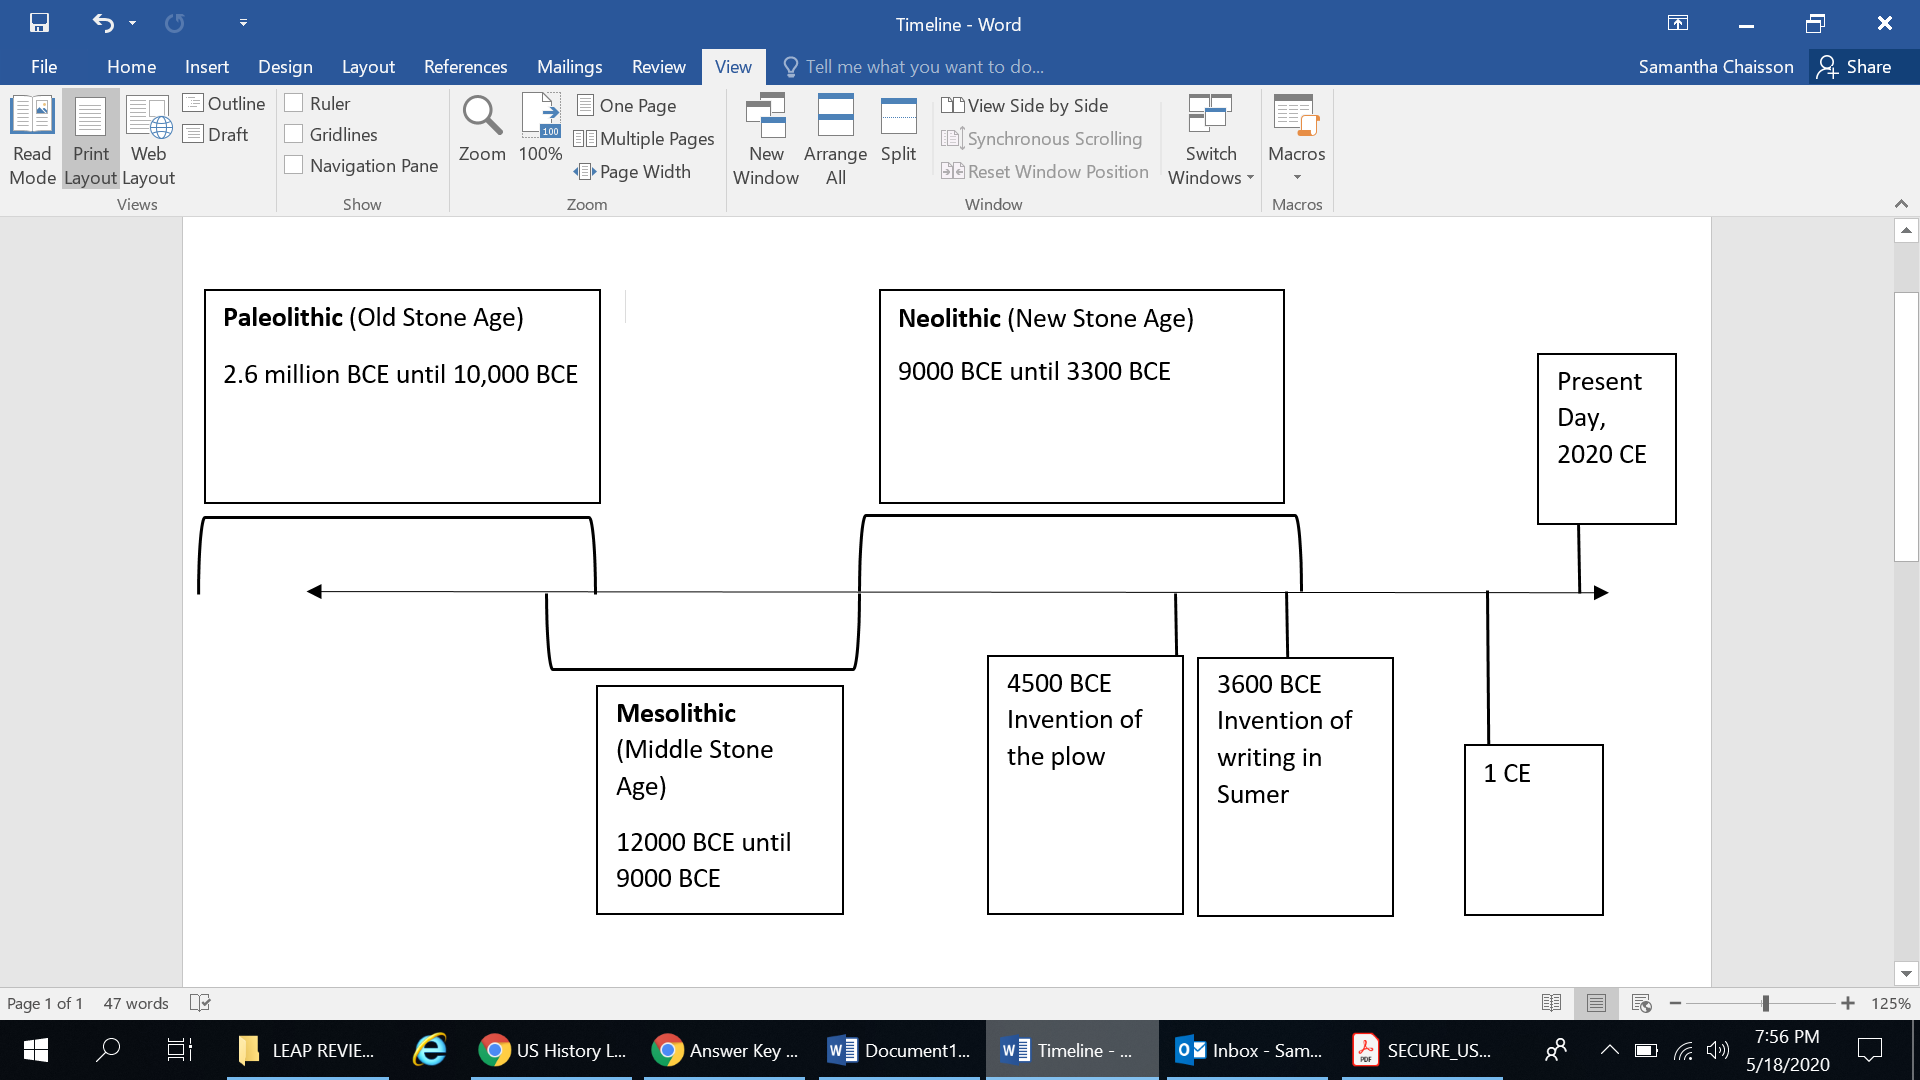 Timeline - Word
File Home Insert Design Layout References Mailings Review View Tell me what you want to do... Samantha Chaisson Share
Read Mode
Print Layout
Web Layout
Outline
Draft
Views
Ruler
Gridlines
Navigation Pane
Show
Zoom
100
100%
One Page
Multiple Pages
Page Width
Zoom
New Window
Arrange All
Split
View Side by Side
Synchronous Scrolling
Reset Window Position
Window
Switch Windows
Macros
Macros
Paleolithic (Old Stone Age)
2.6 million BCE until 10,000 BCE
Neolithic (New Stone Age)
9000 BCE until 3300 BCE
Present
Day,
2020 CE
Mesolithic
(Middle Stone
Age)
12000 BCE until
9000 BCE
4500 BCE
Invention of
the plow
3600 BCE
Invention of
writing in
Sumer
1 CE
Page 1 of 1 47 words 125%
LEAP REVIE... US History L... Answer Key ... Document1... Timeline - ... Inbox - Sam... SECURE_US...
7:56 PM
5/18/2020